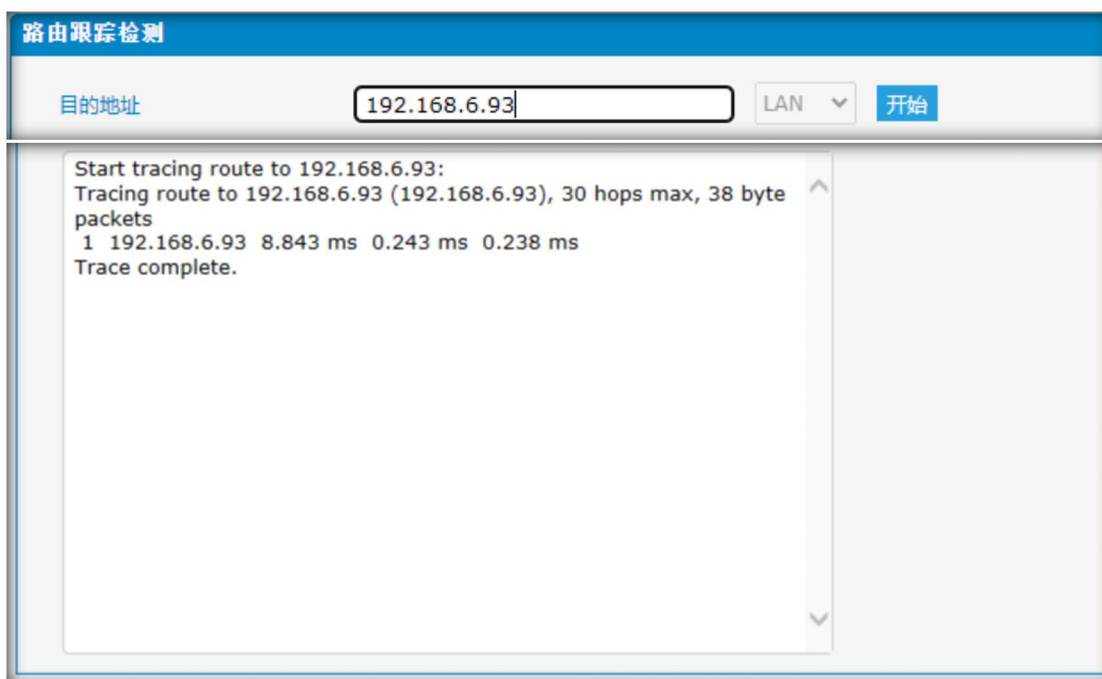 路由跟踪检测
目的地址 192.168.6.93 LAN 开始
Start tracing route to 192.168.6.93:
Tracing route to 192.168.6.93 (192.168.6.93), 30 hops max, 38 byte
packets
1 192.168.6.93 8.843 ms 0.243 ms 0.238 ms
Trace complete.